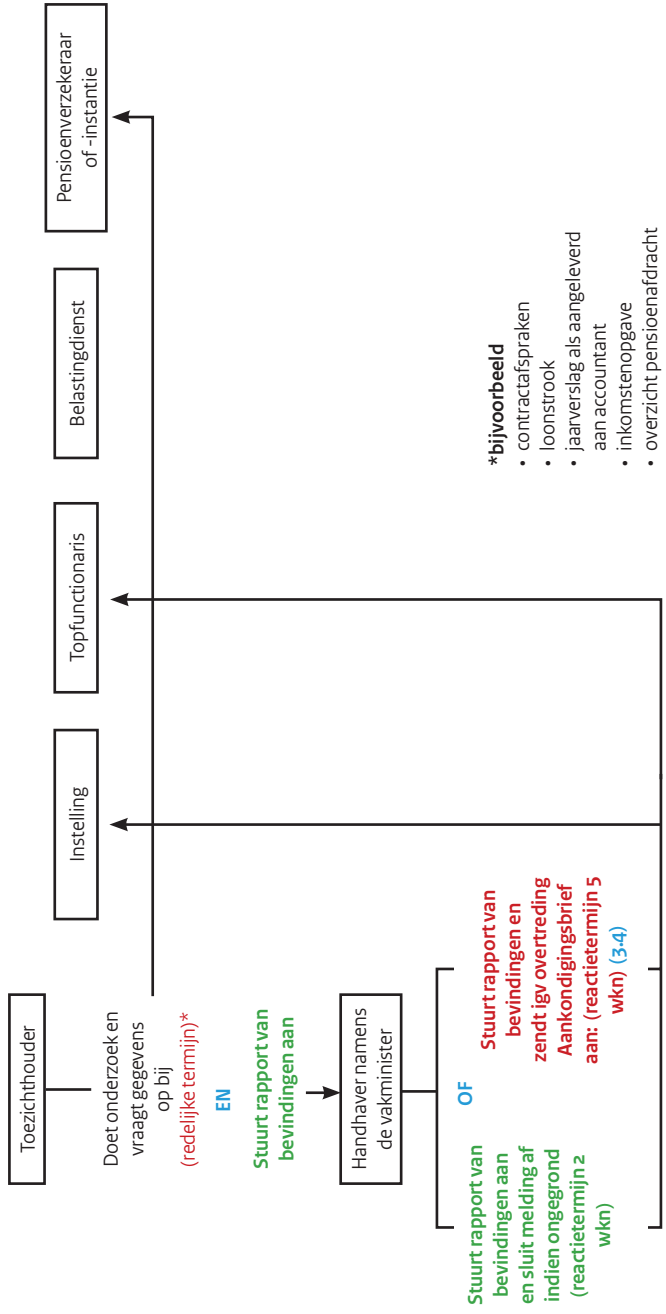 Toezichthouder
Instelling
Topfunctionaris
Belastingdienst
Pensioenverzekeraar
of -instantie
Doet onderzoek en
vraagt gegevens
op bij
(redelijke termijn)*
EN
Stuurt rapport van
bevindingen aan
Handhaver namens
de vakminister
OF
Stuurt rapport van
bevindingen aan
en sluit melding af
indien ongegrond
(reactietermijn 2
wkn)
Stuurt rapport van
bevindingen en
zendt igv overtreding
Aankondigingsbrief
aan: (reactietermijn 5
wkn) (3.4)
*bijvoorbeeld
• contractafspraken
• loonstrook
• jaarverslag als aangeleverd
aan accountant
• inkomstenopgave
• overzicht pensioenafdracht